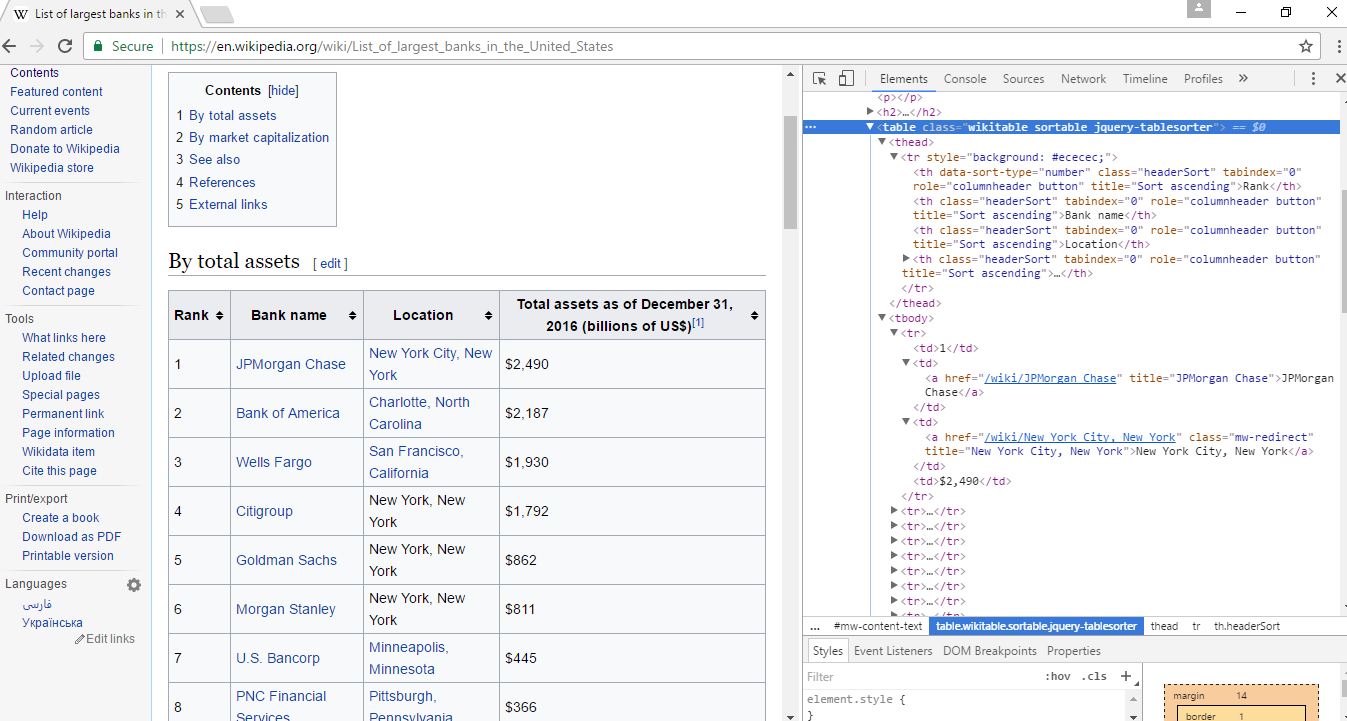 List of largest banks in th
Secure
https://en.wikipedia.org/wiki/List_of_largest_banks_in_the_United_States
Contents
Featured content
Current events
Random article
Donate to Wikipedia
Wikipedia store
Interaction
Help
About Wikipedia
Community portal
Recent changes
Contact page
Tools
What links here
Related changes
Upload file
Special pages
Permanent link
Page information
Wikidata item
Cite this page
Print/export
Create a book
Download as PDF
Printable version
Languages
فارسی
Українська
Edit links
Contents [hide]
1 By total assets
2 By market capitalization
3 See also
4 References
5 External links
By total assets [ edit ]
Rank Bank name Location Total assets as of December 31,
2016 (billions of US$)[1]
1 JPMorgan Chase New York City, New
York $2,490
2 Bank of America Charlotte, North
Carolina $2,187
3 Wells Fargo San Francisco,
California $1,930
4 Citigroup New York, New
York $1,792
5 Goldman Sachs New York, New
York $862
6 Morgan Stanley New York, New
York $811
7 U.S. Bancorp Minneapolis,
Minnesota $445
8 PNC Financial
Services Pittsburgh,
Pennsylvania $366
Elements Console Sources Network Timeline Profiles »
<p></p>
<h2>…</h2>
… <table class="wikitable sortable jquery-tablesorter"> == $0
<thead>
<tr style="background: #ececec;">
<th data-sort-type="number" class="headerSort" tabindex="0"
role="columnheader button" title="Sort ascending">Rank</th>
<th class="headerSort" tabindex="0" role="columnheader button"
title="Sort ascending">Bank name</th>
<th class="headerSort" tabindex="0" role="columnheader button"
title="Sort ascending">Location</th>
<th class="headerSort" tabindex="0" role="columnheader button"
title="Sort ascending">…</th>
</tr>
</thead>
<tbody>
<tr>
<td>1</td>
<td>
<a href="/wiki/JPMorgan_Chase" title="JPMorgan Chase">JPMorgan
Chase</a>
</td>
<td>
<a href="/wiki/New_York_City,_New_York" class="mw-redirect"
title="New York City, New York">New York City, New York</a>
</td>
<td>$2,490</td>
</tr>
<tr>…</tr>
<tr>…</tr>
<tr>…</tr>
<tr>…</tr>
<tr>…</tr>
<tr>…</tr>
<tr>…</tr>
<tr>…</tr>
... #mw-content-text table.wikitable.sortable.jquery-tablesorter thead tr th.headerSort
Styles Event Listeners DOM Breakpoints Properties
Filter :hov .cls +
element.style {
}
margin 14
border 1